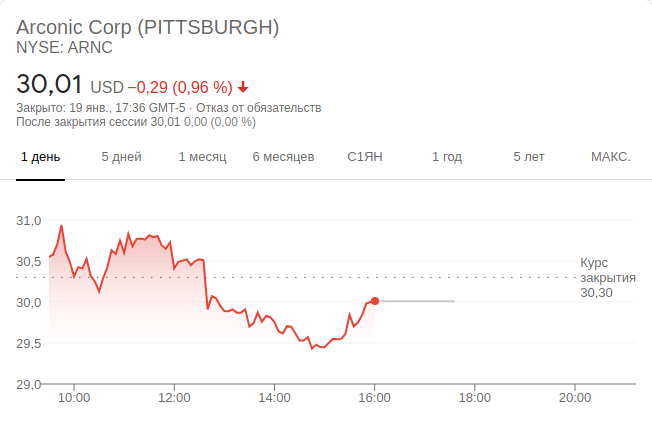 Arconic Corp (PITTSBURGH)
NYSE: ARNC
30,01 USD −0,29 (0,96 %)
Закрыто: 19 янв., 17:36 GMT-5 · Отказ от обязательств
После закрытия сессии 30,01 0,00 (0,00 %)
1 день 5 дней 1 месяц 6 месяцев С1ЯН 1 год 5 лет МАКС.
31,0
30,5
30,0
29,5
29,0
Курс
закрытия
30,30
10:00 12:00 14:00 16:00 18:00 20:00